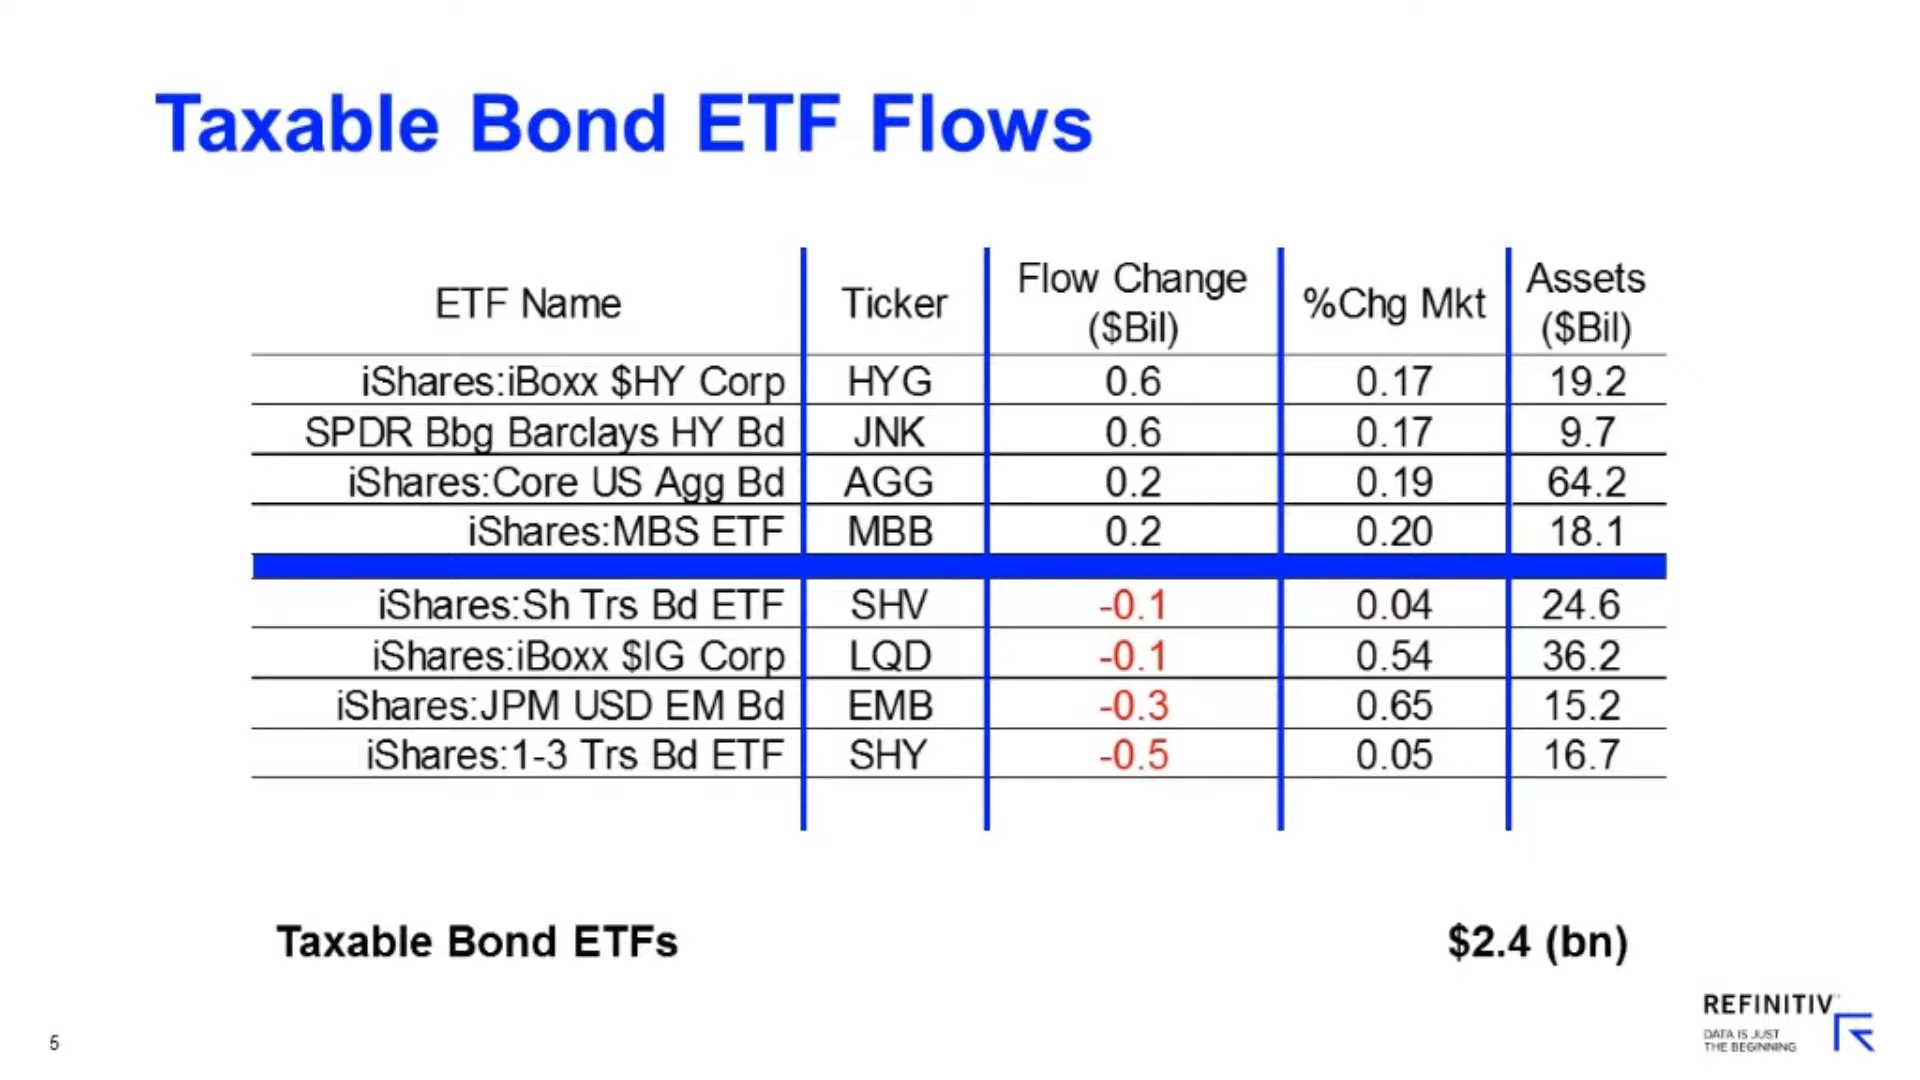 Taxable Bond ETF Flows
ETF Name Ticker Flow Change ($Bil) %Chg Mkt Assets ($Bil)
iShares:iBoxx $HY Corp HYG 0.6 0.17 19.2
SPDR Bbg Barclays HY Bd JNK 0.6 0.17 9.7
iShares:Core US Agg Bd AGG 0.2 0.19 64.2
iShares:MBS ETF MBB 0.2 0.20 18.1
iShares:Sh Trs Bd ETF SHV -0.1 0.04 24.6
iShares:iBoxx $IG Corp LQD -0.1 0.54 36.2
iShares:JPM USD EM Bd EMB -0.3 0.65 15.2
iShares:1-3 Trs Bd ETF SHY -0.5 0.05 16.7
Taxable Bond ETFs $2.4 (bn)
5
REFINITIV
DATA IS JUST
THE BEGINNING